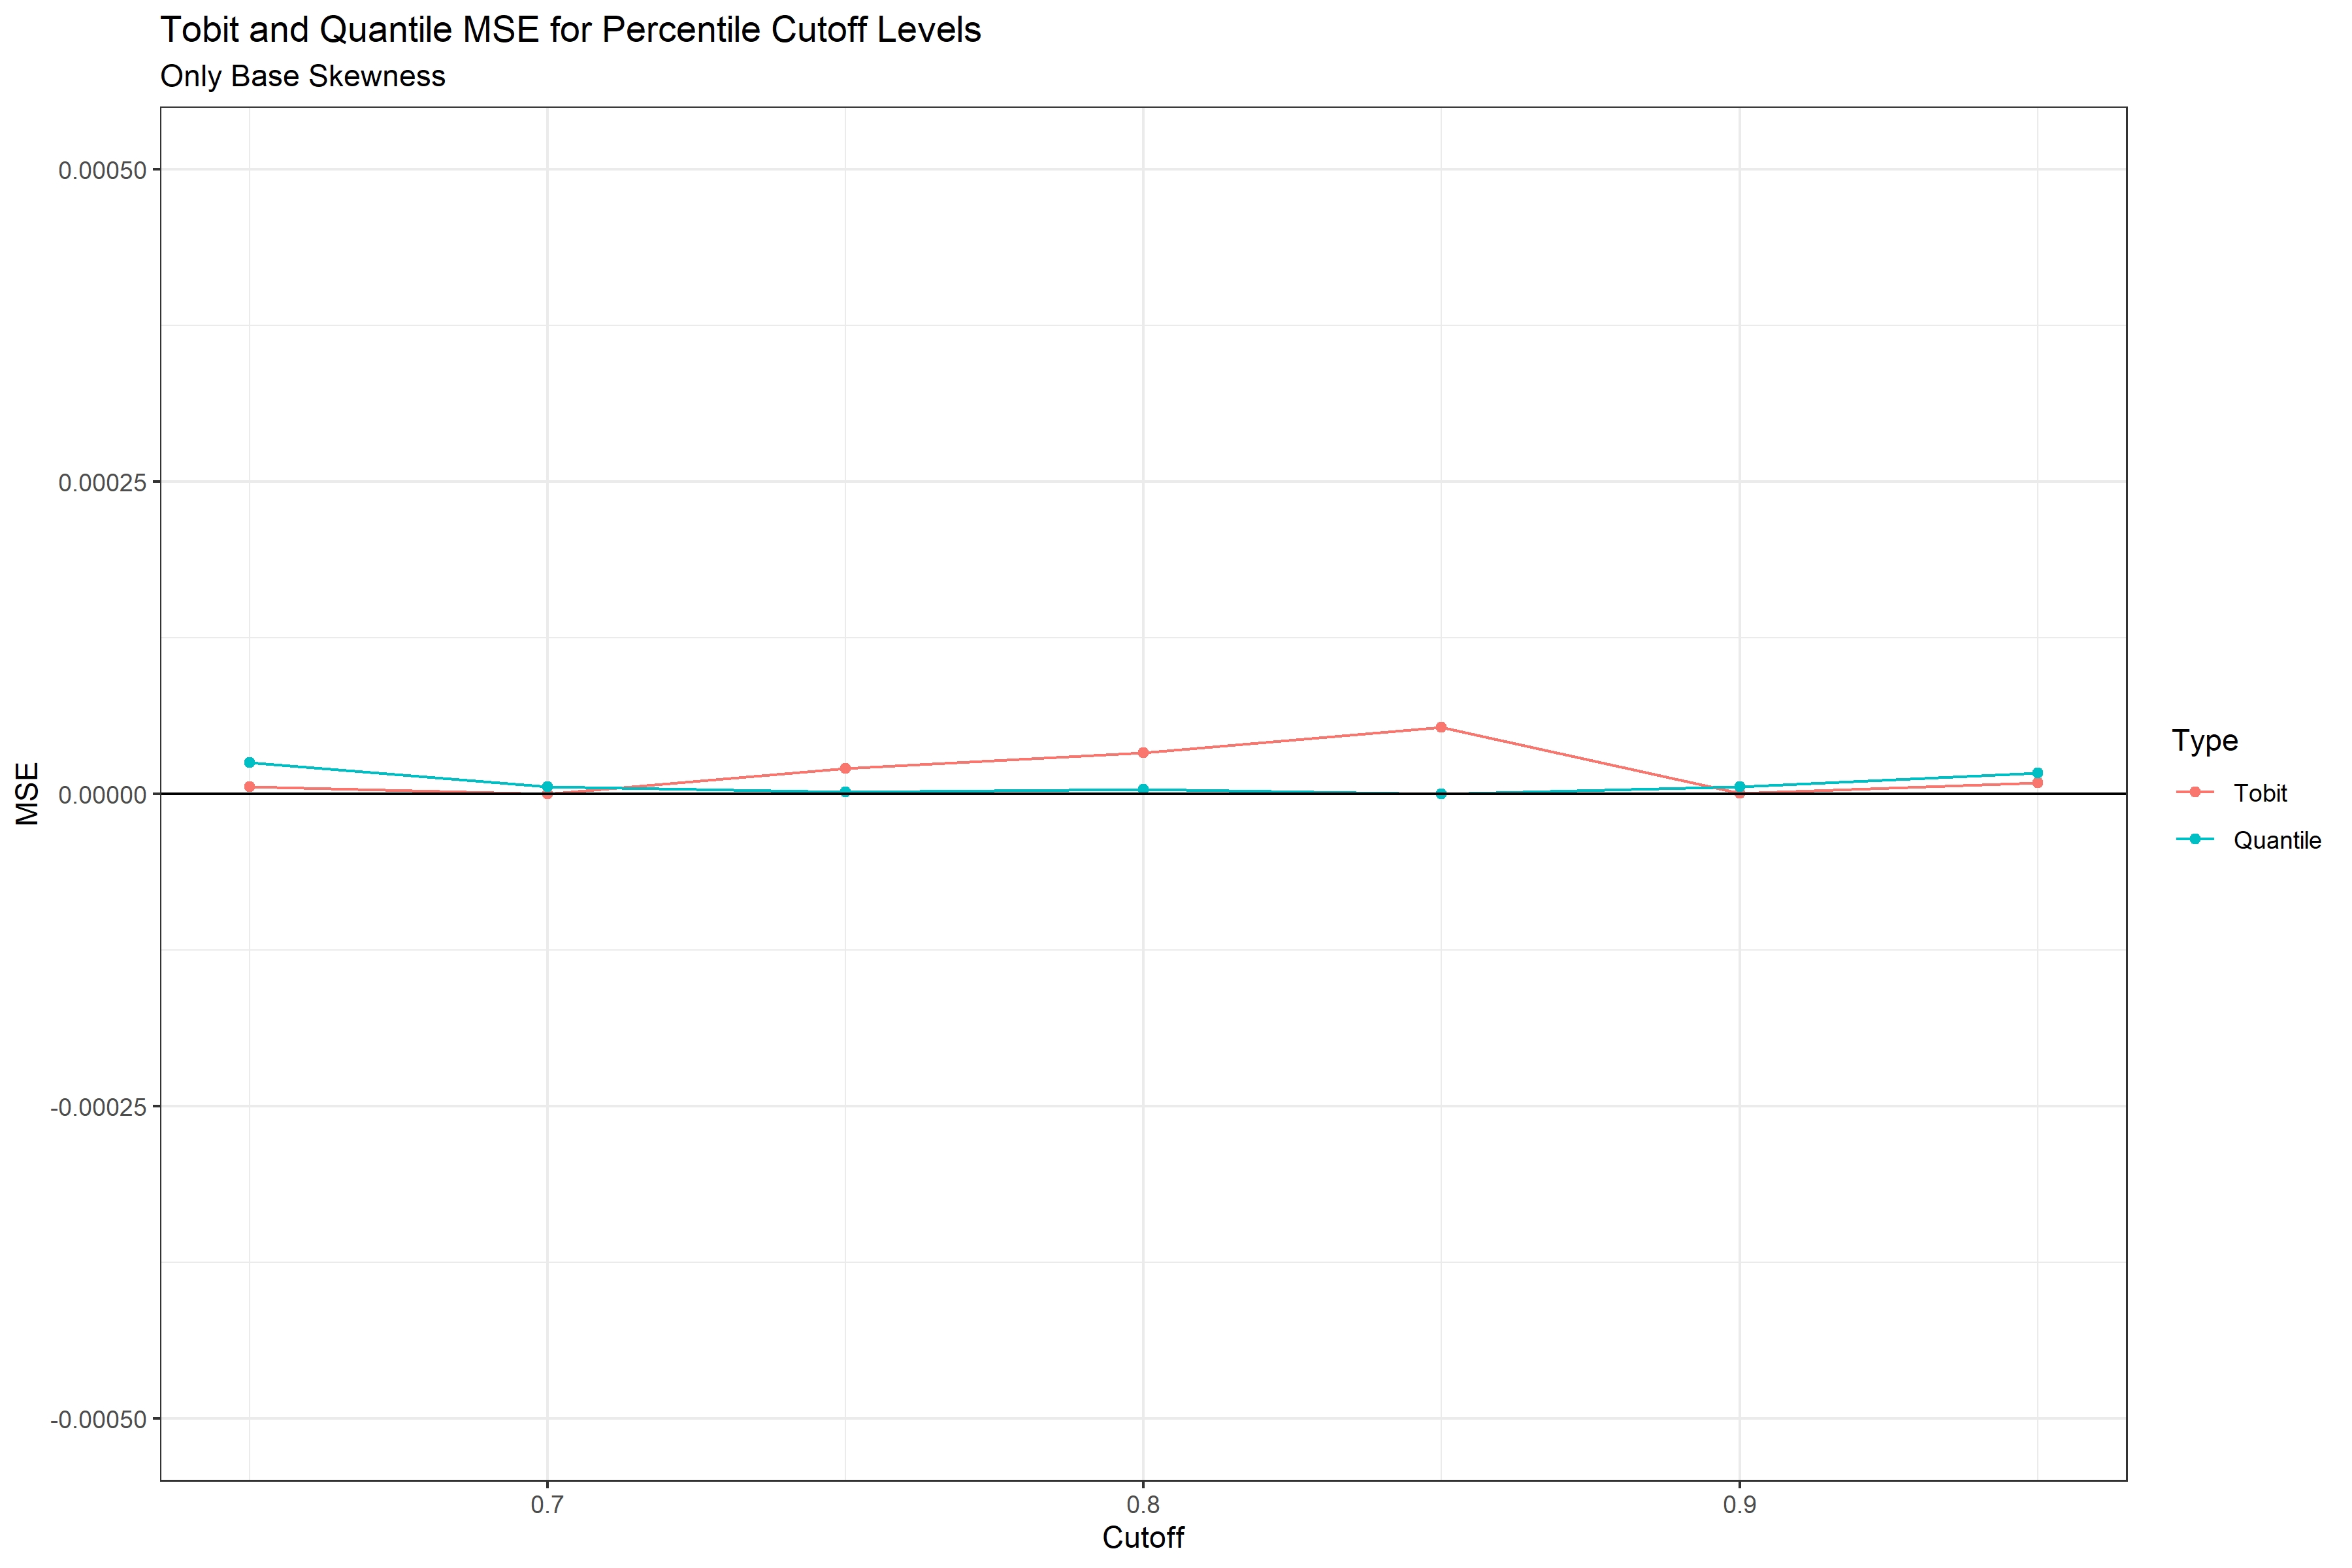 Tobit and Quantile MSE for Percentile Cutoff Levels
Only Base Skewness
0.00050
0.00025
0.00000
-0.00025
-0.00050
MSE
0.7
0.8
0.9
Cutoff
Type
Tobit
Quantile